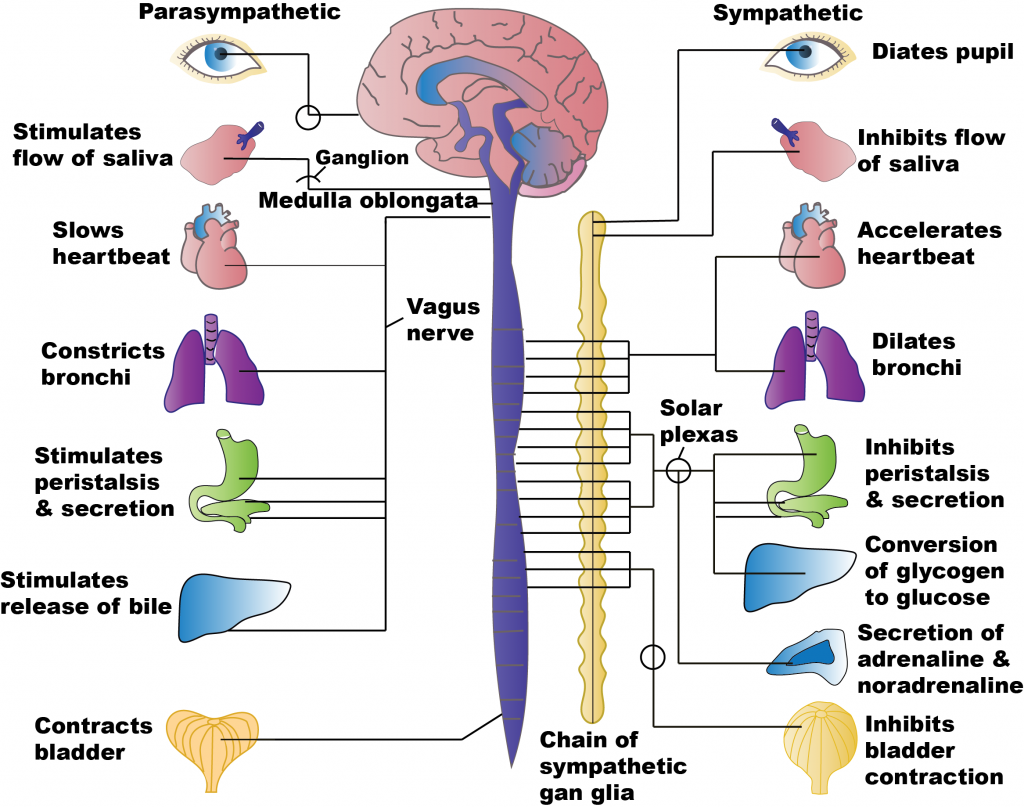 Parasympathetic
Sympathetic
Diates pupil
Stimulates
flow of saliva
Ganglion
Medulla oblongata
Inhibits flow
of saliva
Slows
heartbeat
Accelerates
heartbeat
Vagus
nerve
Constricts
bronchi
Dilates
bronchi
Solar
plexas
Stimulates
peristalsis
& secretion
Inhibits
peristalsis
& secretion
Stimulates
release of bile
Conversion
of glycogen
to glucose
Secretion of
adrenaline &
noradrenaline
Contracts
bladder
Chain of
sympathetic
gan glia
Inhibits
bladder
contraction